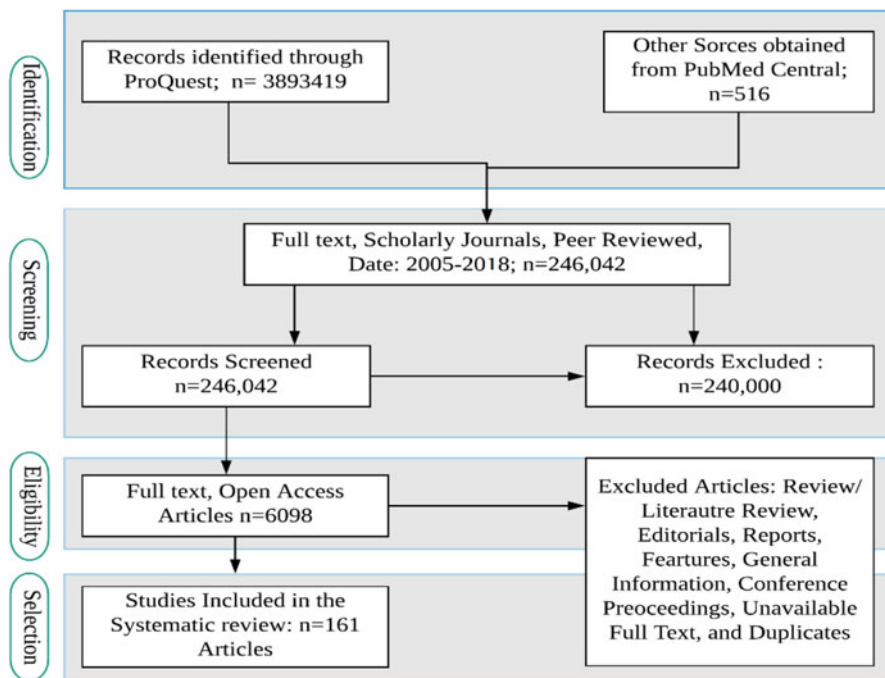 Identification
Records identified through
ProQuest; n= 3893419
Other Sorces obtained
from PubMed Central;
n=516
Screening
Full text, Scholarly Journals, Peer Reviewed,
Date: 2005-2018; n=246,042
Records Screened
n=246,042
Records Excluded :
n=240,000
Eligibility
Full text, Open Access
Articles n=6098
Excluded Articles: Review/
Literautre Review,
Editorials, Reports,
Feartures, General
Information, Conference
Preoceedings, Unavailable
Full Text, and Duplicates
Selection
Studies Included in the
Systematic review: n=161
Articles